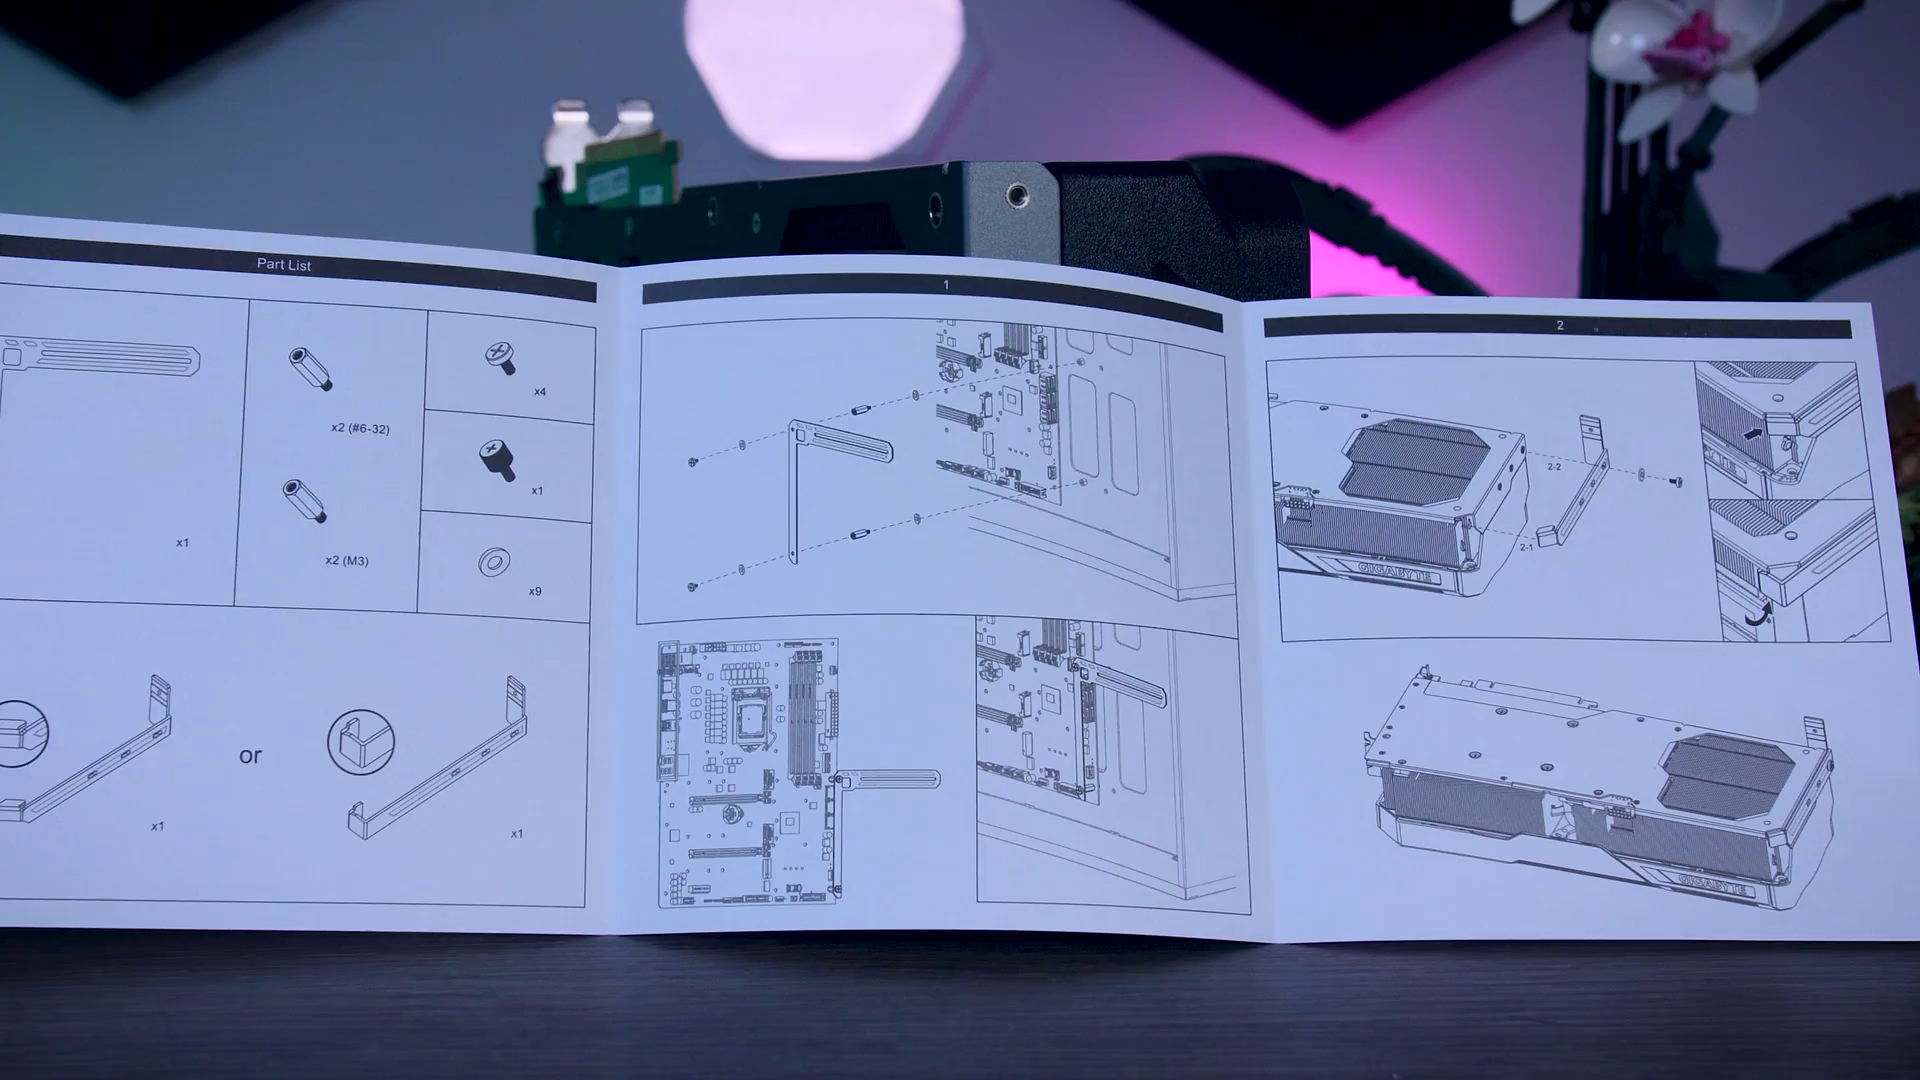 Part List
x1
x2 (#6-32)
x2 (M3)
x4
x1
x9
x1
or
x1
1
2
2-2
2-1
GIGABYTE
GIGABYTE